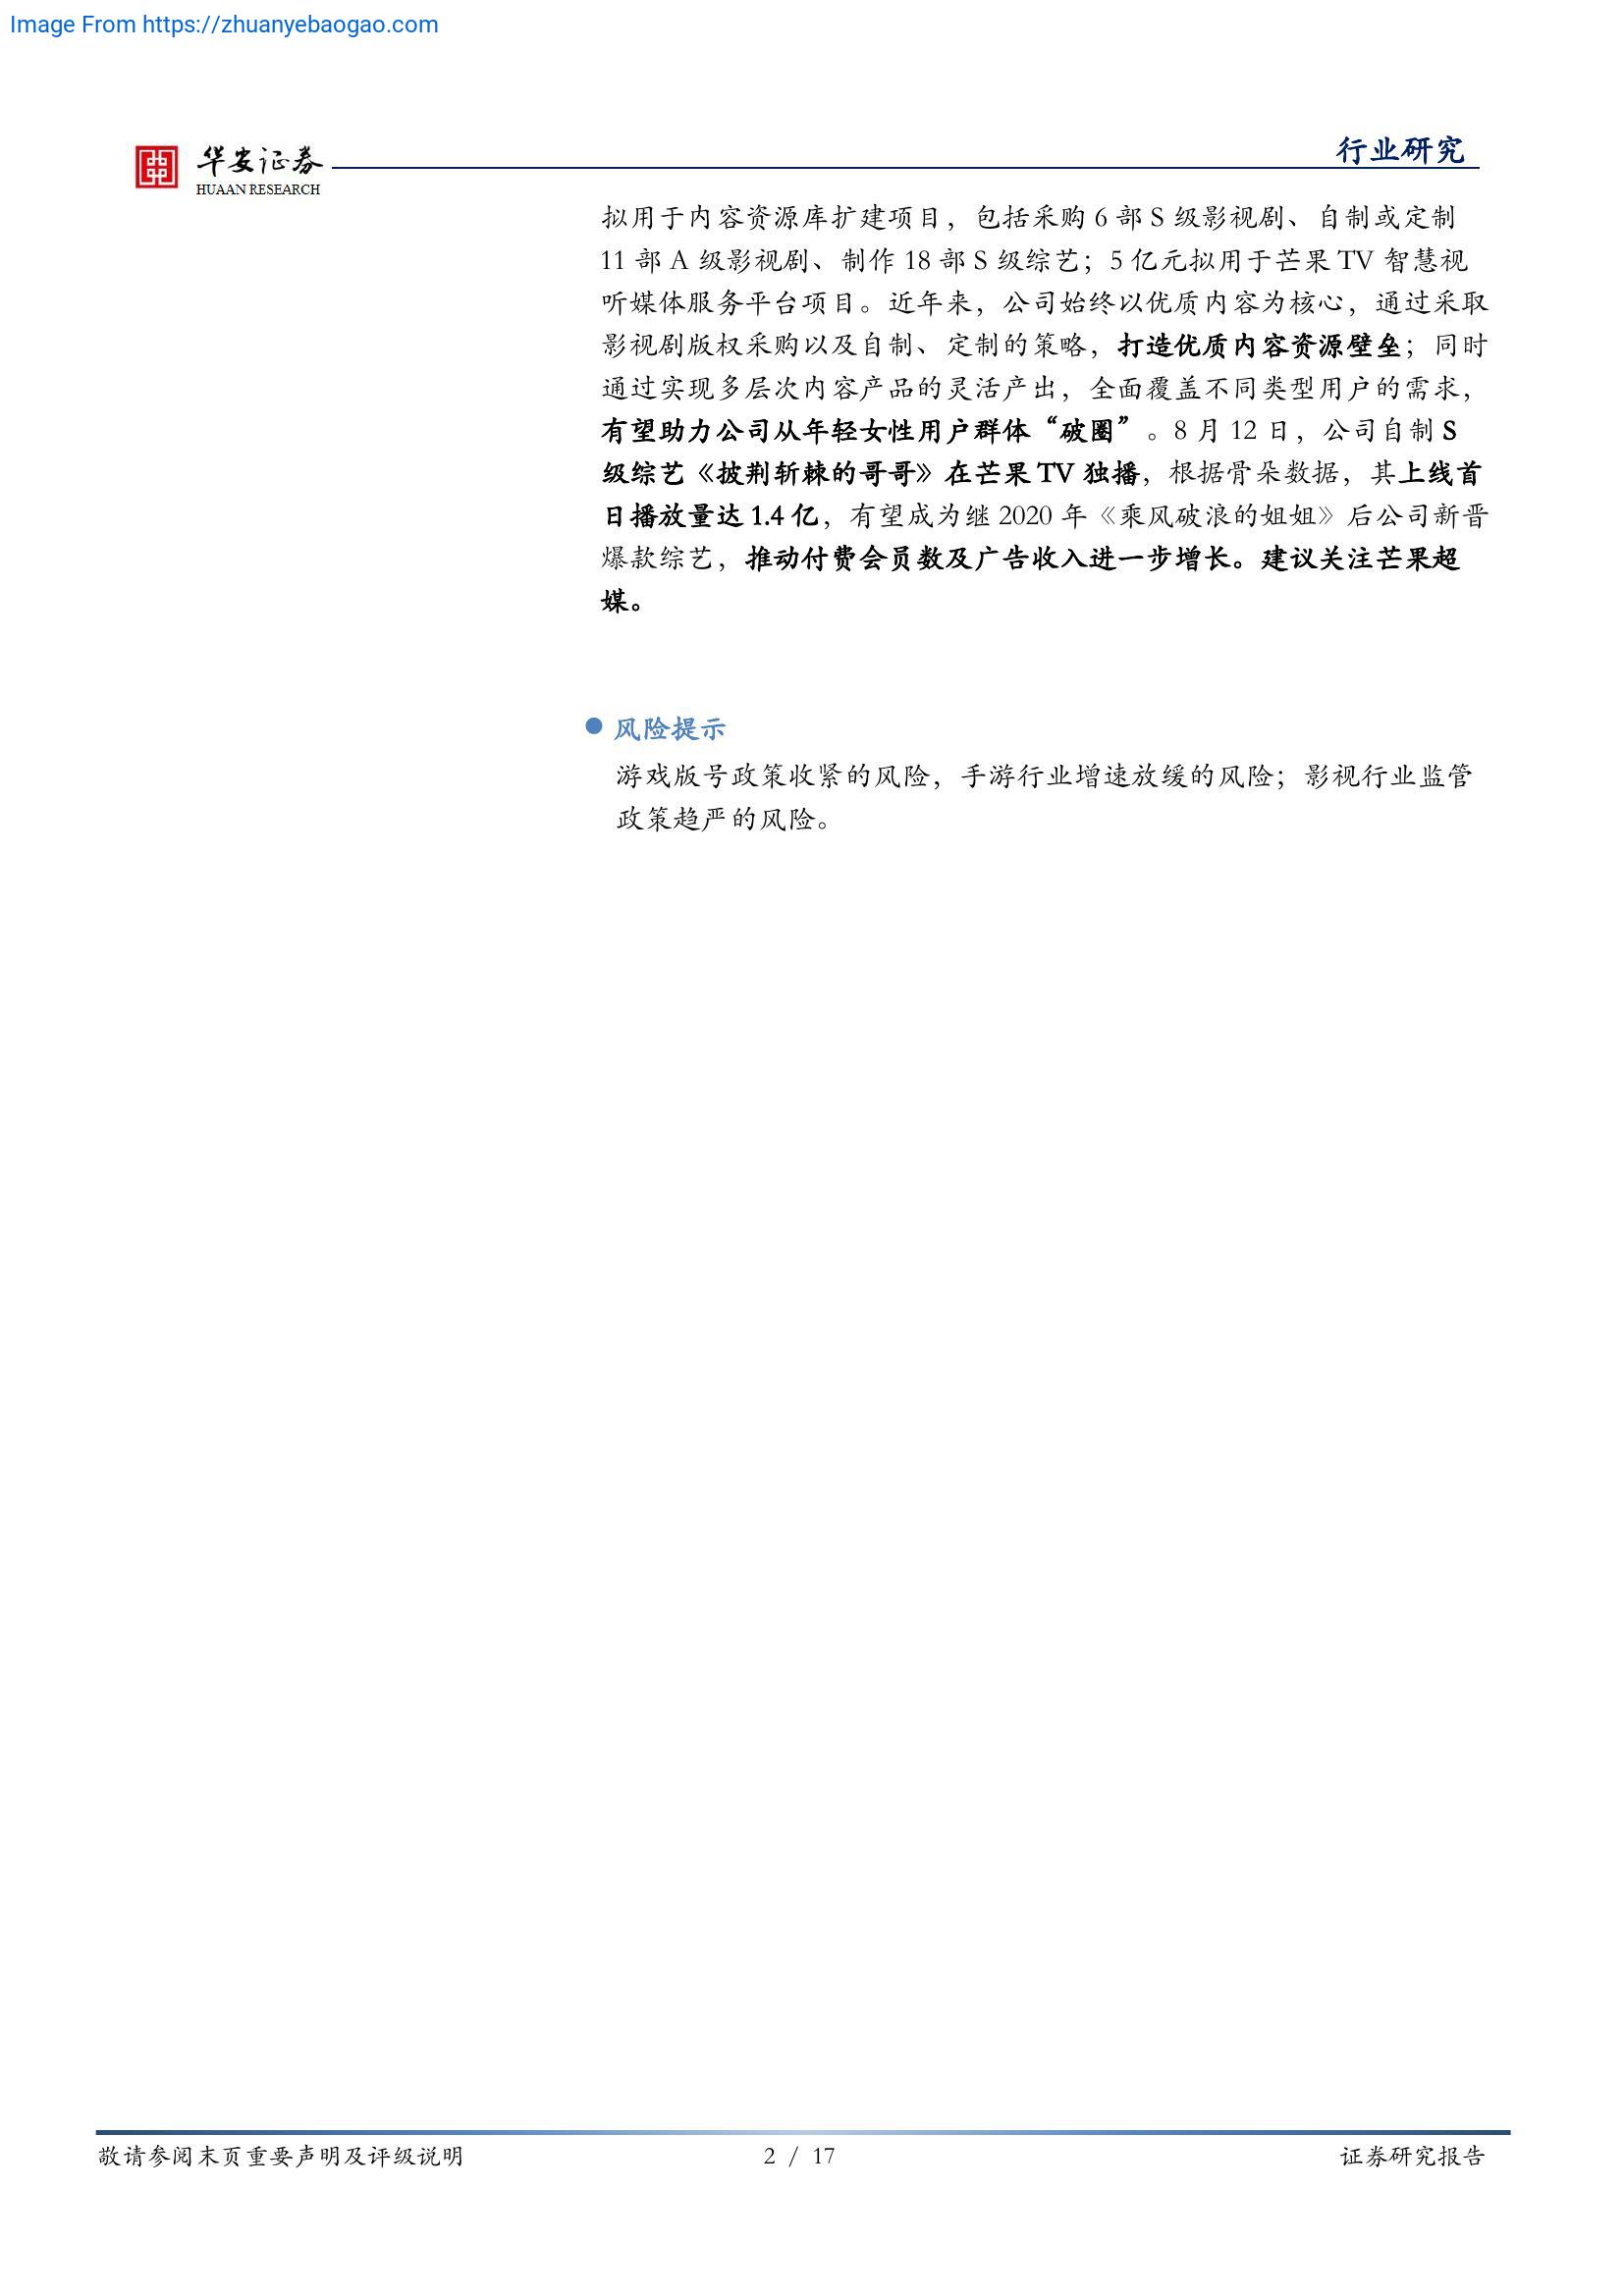 Image From https://zhuanyebaogao.com
华安证券
HUAAN RESEARCH
行业研究
拟用于内容资源库扩建项目，包括采购 6 部 S 级影视剧、自制或定制
11 部 A 级影视剧、制作 18 部 S 级综艺；5 亿元拟用于芒果 TV 智慧视
听媒体服务平台项目。近年来，公司始终以优质内容为核心，通过采取
影视剧版权采购以及自制、定制的策略，打造优质内容资源壁垒；同时
通过实现多层次内容产品的灵活产出，全面覆盖不同类型用户的需求，
有望助力公司从年轻女性用户群体“破圈”。8 月 12 日，公司自制 S
级综艺《披荆斩棘的哥哥》在芒果 TV 独播，根据骨朵数据，其上线首
日播放量达 1.4 亿，有望成为继 2020 年《乘风破浪的姐姐》后公司新晋
爆款综艺，推动付费会员数及广告收入进一步增长。建议关注芒果超
媒。
● 风险提示
游戏版号政策收紧的风险，手游行业增速放缓的风险；影视行业监管
政策趋严的风险。
敬请参阅末页重要声明及评级说明
2 / 17
证券研究报告